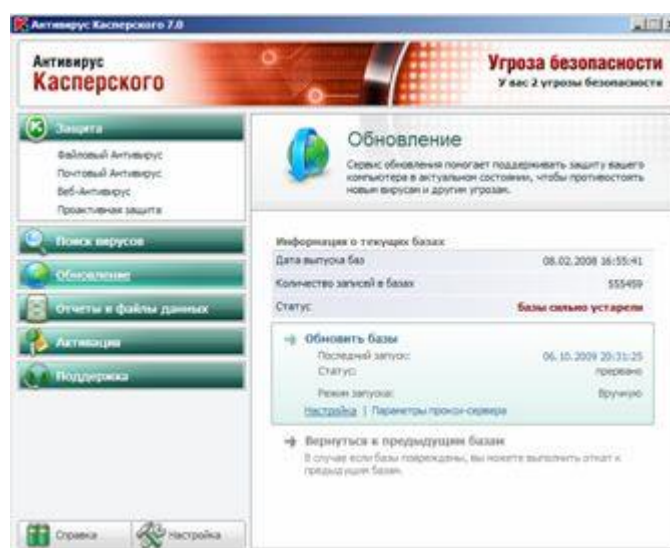 Антивирус Касперского 7.0
Антивирус
Касперского
Угроза безопасности
У вас 2 угрозы безопасности
Защита
Файловый Антивирус
Почтовый Антивирус
Веб-Антивирус
Проактивная защита
Поиск вирусов
Обновление
Отчеты и файлы данных
Активация
Поддержка
Справка
Настройка
Обновление
Сервис обновления помогает поддерживать защиту вашего
компьютера в актуальном состоянии, чтобы противостоять
новым вирусам и другим угрозам.
Информация о текущих базах
Дата выпуска баз 08.02.2008 16:55:41
Количество записей в базах 555459
Статус: базы сильно устарели
Обновить базы
Последний запуск: 06.10.2009 20:31:25
Статус: прервано
Режим запуска: Вручную
Настройка | Параметры прокси-сервера
Вернуться к предыдущим базам
В случае если базы повреждены, вы можете выполнить откат к
предыдущим базам.